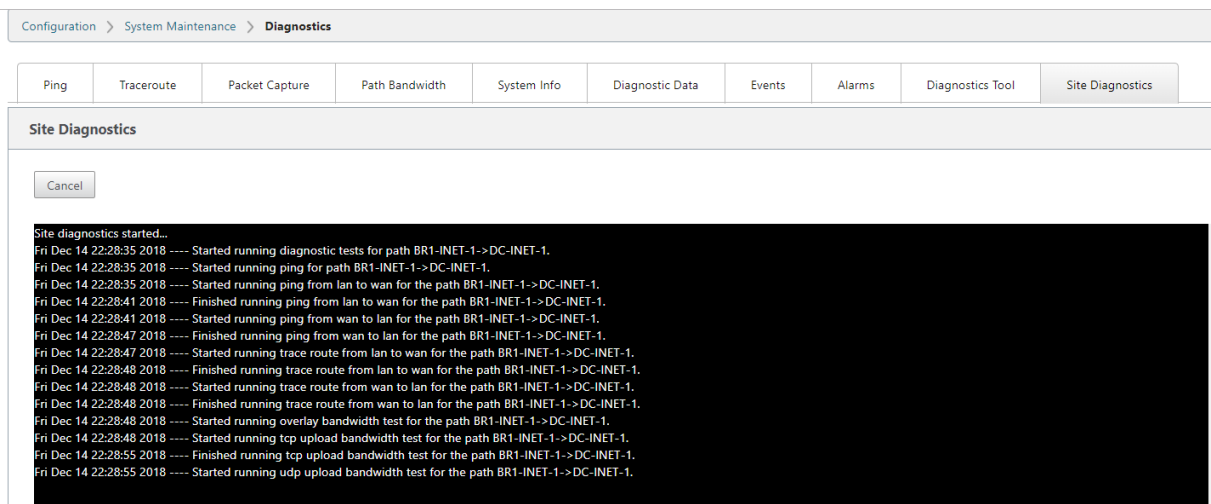 Configuration > System Maintenance > Diagnostics
Ping Traceroute Packet Capture Path Bandwidth System Info Diagnostic Data Events Alarms Diagnostics Tool Site Diagnostics
Site Diagnostics
Cancel
Site diagnostics started...
Fri Dec 14 22:28:35 2018 ---- Started running diagnostic tests for path BR1-INET-1->DC-INET-1.
Fri Dec 14 22:28:35 2018 ---- Started running ping for path BR1-INET-1->DC-INET-1.
Fri Dec 14 22:28:35 2018 ---- Started running ping from lan to wan for the path BR1-INET-1->DC-INET-1.
Fri Dec 14 22:28:41 2018 ---- Finished running ping from lan to wan for the path BR1-INET-1->DC-INET-1.
Fri Dec 14 22:28:41 2018 ---- Started running ping from wan to lan for the path BR1-INET-1->DC-INET-1.
Fri Dec 14 22:28:47 2018 ---- Finished running ping from wan to lan for the path BR1-INET-1->DC-INET-1.
Fri Dec 14 22:28:47 2018 ---- Started running trace route from lan to wan for the path BR1-INET-1->DC-INET-1.
Fri Dec 14 22:28:48 2018 ---- Finished running trace route from lan to wan for the path BR1-INET-1->DC-INET-1.
Fri Dec 14 22:28:48 2018 ---- Started running trace route from wan to lan for the path BR1-INET-1->DC-INET-1.
Fri Dec 14 22:28:48 2018 ---- Finished running trace route from wan to lan for the path BR1-INET-1->DC-INET-1.
Fri Dec 14 22:28:48 2018 ---- Started running overlay bandwidth test for the path BR1-INET-1->DC-INET-1.
Fri Dec 14 22:28:48 2018 ---- Started running tcp upload bandwidth test for the path BR1-INET-1->DC-INET-1.
Fri Dec 14 22:28:55 2018 ---- Finished running tcp upload bandwidth test for the path BR1-INET-1->DC-INET-1.
Fri Dec 14 22:28:55 2018 ---- Started running udp upload bandwidth test for the path BR1-INET-1->DC-INET-1.